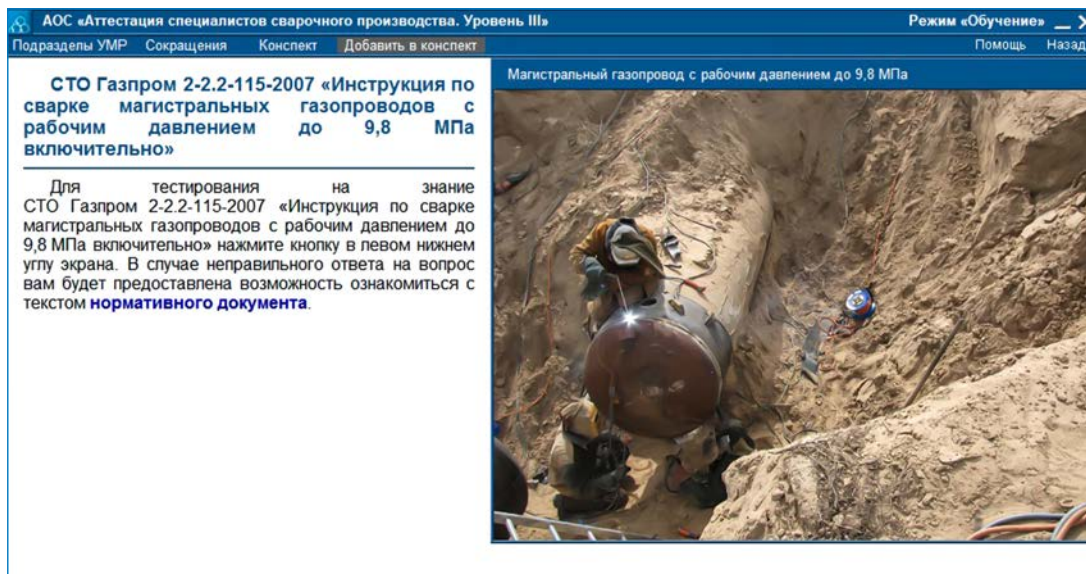 АОС «Аттестация специалистов сварочного производства. Уровень III»
Режим «Обучение»
Подразделы УМР Сокращения Конспект Добавить в конспект
Помощь Назад
СТО Газпром 2-2.2-115-2007 «Инструкция по
сварке магистральных газопроводов с
рабочим давлением до 9,8 МПа
включительно»
Для тестирования на знание
СТО Газпром 2-2.2-115-2007 «Инструкция по сварке
магистральных газопроводов с рабочим давлением до
9,8 МПа включительно» нажмите кнопку в левом нижнем
углу экрана. В случае неправильного ответа на вопрос
вам будет предоставлена возможность ознакомиться с
текстом нормативного документа.
Магистральный газопровод с рабочим давлением до 9,8 МПа